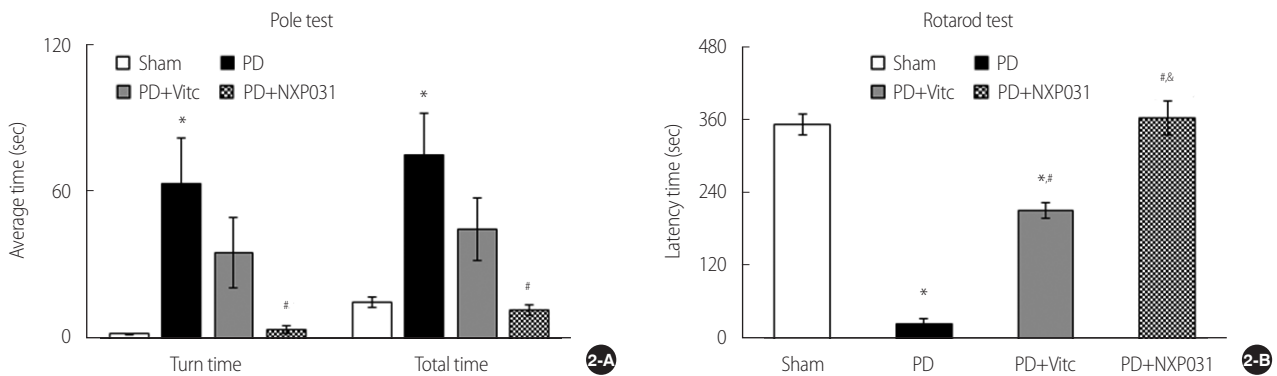 Pole test
120
60
0
Average time (sec)
Sham PD
PD+Vitc PD+NXP031
*
*
#
#
Turn time Total time
2-A
Rotarod test
480
360
240
120
0
Latency time (sec)
Sham PD
PD+Vitc PD+NXP031
*
*,#
#,&
Sham PD PD+Vitc PD+NXP031
2-B